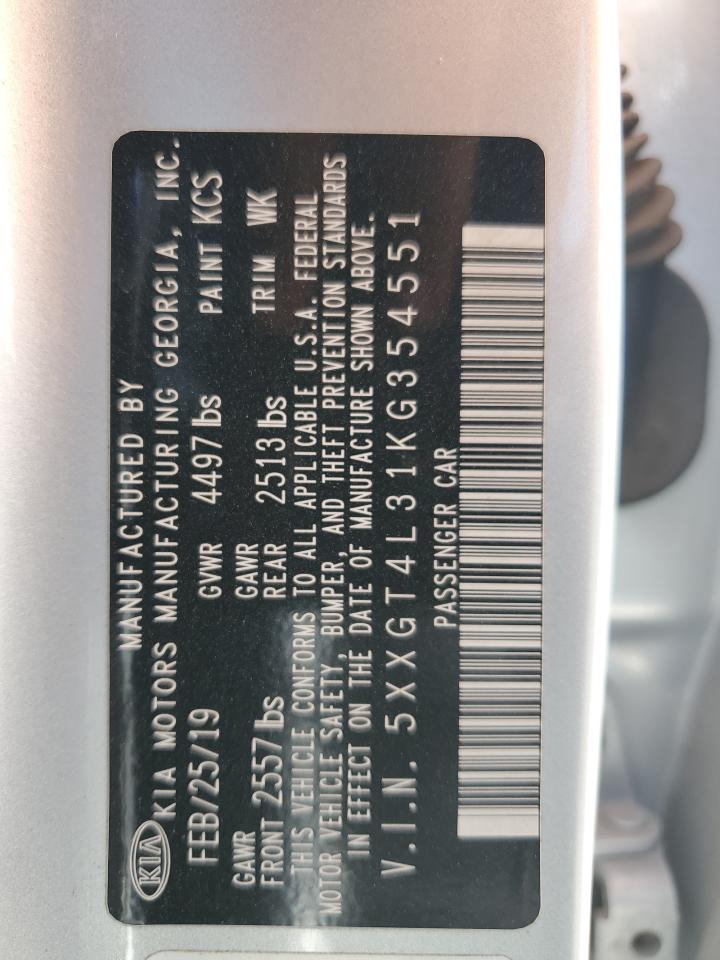 MANUFACTURED BY
KIA KIA MOTORS MANUFACTURING GEORGIA, INC.
FEB/25/19 GVWR 4497 lbs PAINT KCS
GAWR GAWR
FRONT 2557 lbs REAR 2513 lbs TRIM WK
THIS VEHICLE CONFORMS TO ALL APPLICABLE U.S.A. FEDERAL
MOTOR VEHICLE SAFETY, BUMPER, AND THEFT PREVENTION STANDARDS
IN EFFECT ON THE DATE OF MANUFACTURE SHOWN ABOVE.
V.I.N. 5XXGT4L31KG354551
PASSENGER CAR